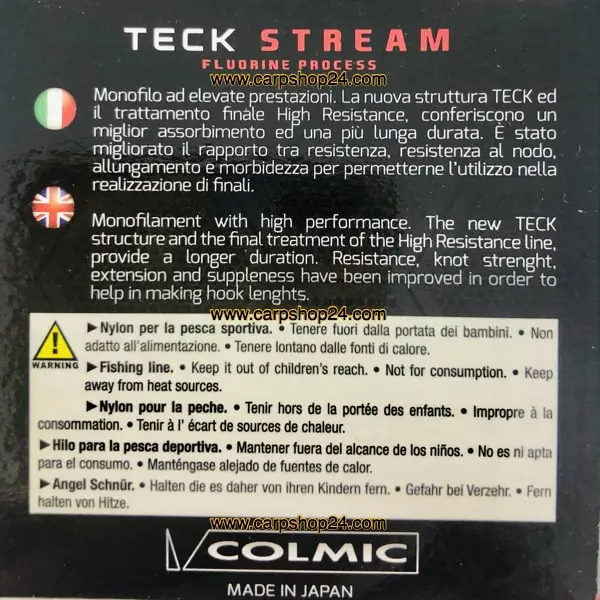 TECK STREAM
FLUORINE PROCESS
www.carpshop24.com
Monofilo ad elevate prestazioni. La nuova struttura TECK ed
il trattamento finale High Resistance, conferiscono un
miglior assorbimento ed una più lunga durata. È stato
migliorato il rapporto tra resistenza, resistenza al nodo,
allungamento e morbidezza per permetterne l'utilizzo nella
realizzazione di finali.
Monofilament with high performance. The new TECK
structure and the final treatment of the High Resistance line,
provide a longer duration. Resistance, knot strenght,
extension and suppleness have been improved in order to
help in making hook lenghts.
www.carpshop24.com
WARNING
▶Nylon per la pesca sportiva. • Tenere fuori dalla portata dei bambini. • Non
adatto all'alimentazione. • Tenere lontano dalle fonti di calore.
▶Fishing line. • Keep it out of children's reach. • Not for consumption. • Keep
away from heat sources.
▶Nylon pour la peche. • Tenir hors de la portée des enfants. • Impropre à la
consommation. • Tenir à l' écart de sources de chaleur.
▶Hilo para la pesca deportiva. • Mantener fuera del alcance de los niños. • No es ni apta
para el consumo. • Manténgase alejado de fuentes de calor.
▶Angel Schnür. • Halten die es daher von ihren Kindern fern. • Gefahr bei Verzehr. • Fern
halten von Hitze.
www.carpshop24.com
COLMIC
MADE IN JAPAN